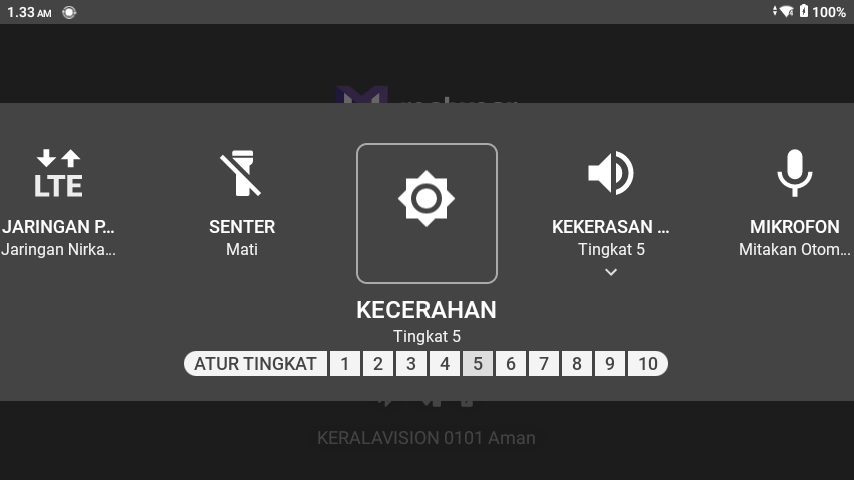 1.33 AM
100%
LTE
JARINGAN P...
Jaringan Nirka...
SENTER
Mati
KEKERASAN ...
Tingkat 5
MIKROFON
Mitakan Otom...
KECERAHAN
Tingkat 5
ATUR TINGKAT 1 2 3 4 5 6 7 8 9 10
KERALAVISION 0101 Aman